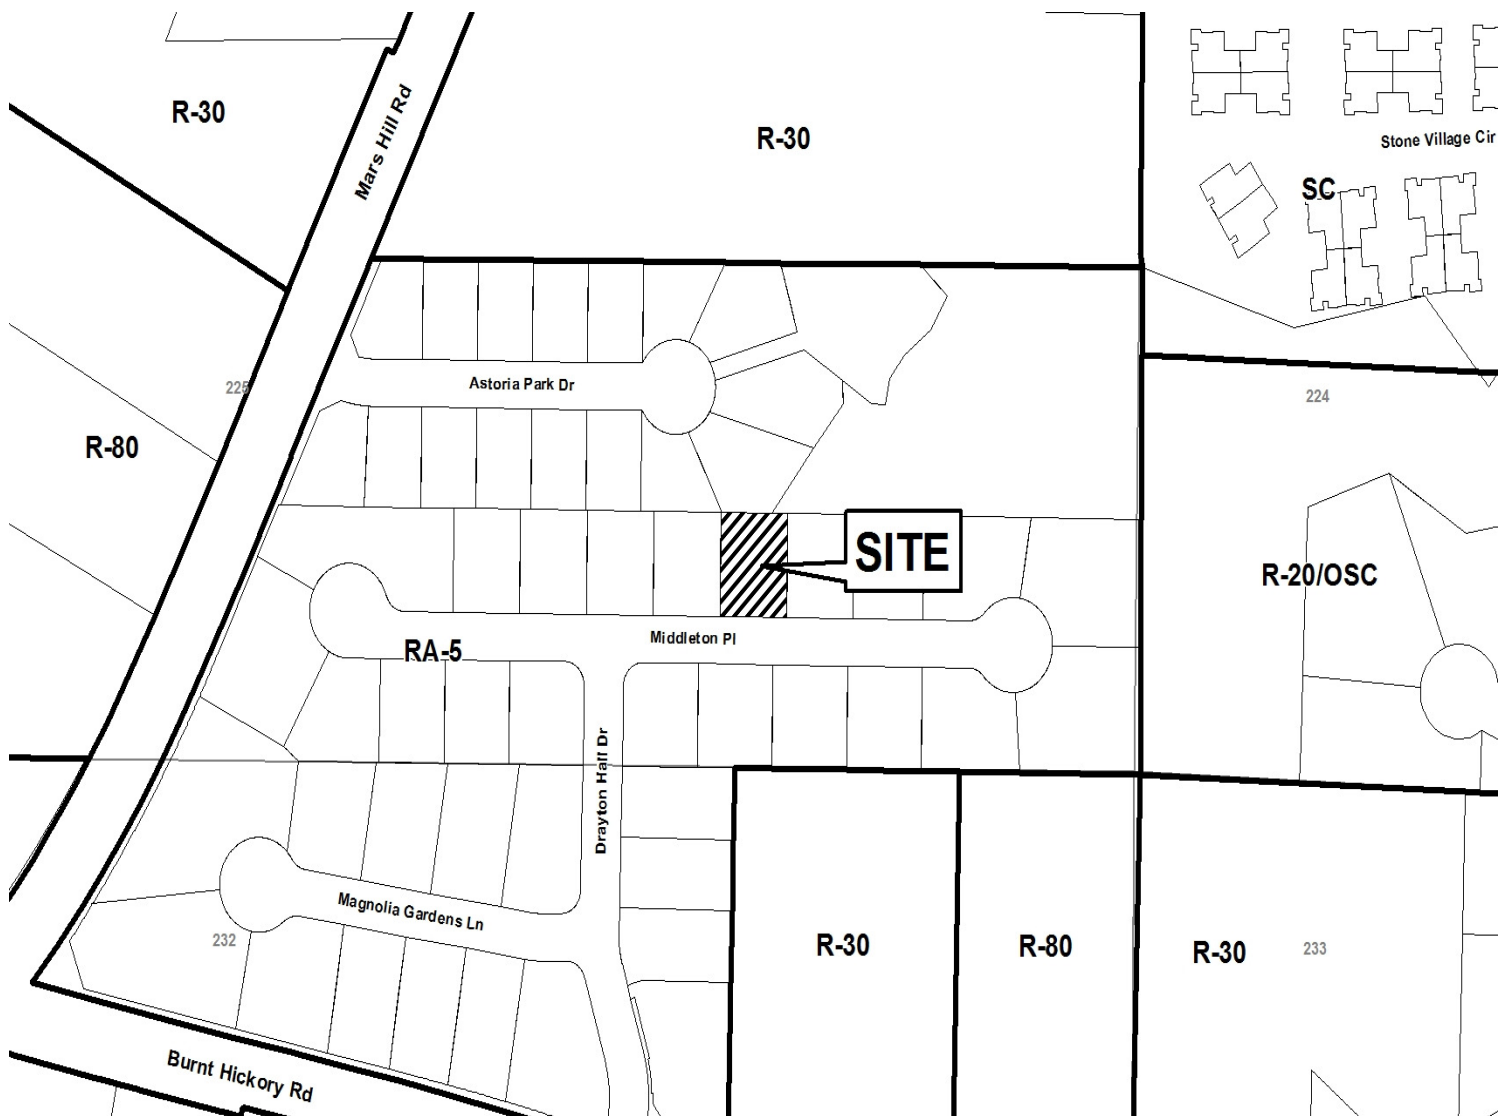 R-30
Mars Hill Rd
R-30
Stone Village Cir
SC
225
Astoria Park Dr
224
R-80
SITE
R-20/OSC
Middleton Pl
RA-5
Drayton Hall Dr
Magnolia Gardens Ln
232
R-30
R-80
R-30
233
Burnt Hickory Rd